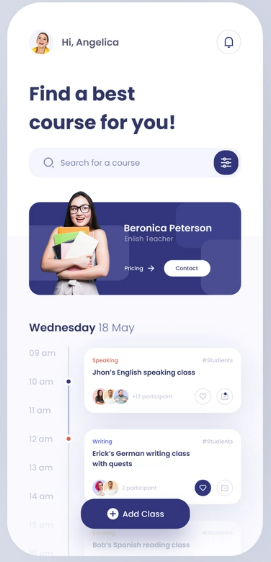 Hi, Angelica
Find a best
course for you!
Search for a course
Beronica Peterson
Enlish Teacher
Pricing → Contact
Wednesday 18 May
09 am
Speaking #Students
Jhon's English speaking class
10 am
+12 participant
11 am
12 am
Writing #Students
Erick's German writing class
with quests
13 am
14 am
2 participant
Add Class
15 am
Speaking #Students
Bob's Spanish reading class